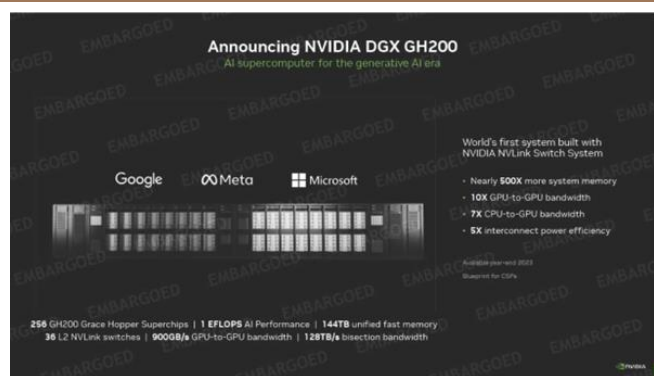 Announcing NVIDIA DGX GH200
AI supercomputer for the generative AI era
World's first system built with
NVIDIA NVLink Switch System
Google
Meta
Microsoft
• Nearly 500X more system memory
• 10X GPU-to-GPU bandwidth
• 7X CPU-to-GPU bandwidth
• 5X interconnect power efficiency
Available year-end 2023
Blueprint for CSPs
256 GH200 Grace Hopper Superchips | 1 EFLOPS AI Performance | 144TB unified fast memory
36 L2 NVLink switches | 900GB/s GPU-to-GPU bandwidth | 128TB/s bisection bandwidth
NVIDIA
EMBARGOED